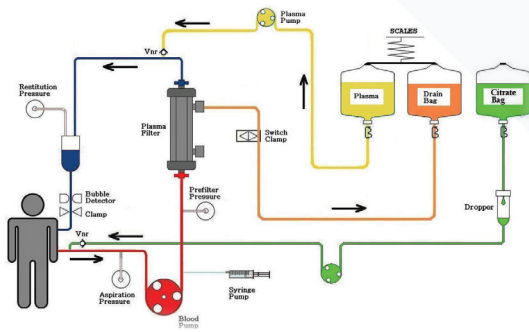 Plasma
Pump
Vnr
SCALES
Restitution
Pressure
Plasma
Filter
Plasma
Drain
Bag
Citrate
Bag
Switch
Clamp
Prefilter
Pressure
Bubble
Detector
Clamp
Dropper
Vnr
Aspiration
Pressure
Blood
Pump
Syringe
Pump